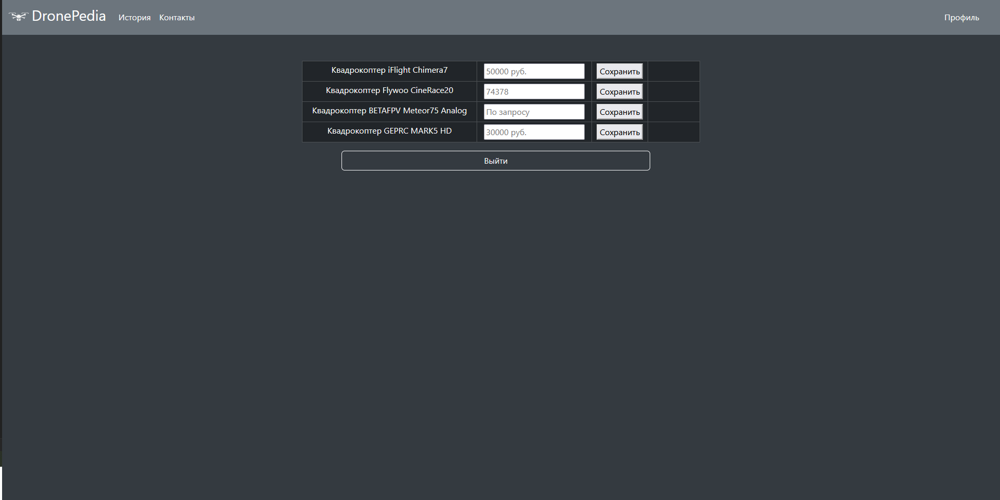 DronePedia История Контакты Профиль
Квадрокоптер iFlight Chimera7 50000 руб. Сохранить
Квадрокоптер Flywoo CineRace20 74378 Сохранить
Квадрокоптер BETAFPV Meteor75 Analog По запросу Сохранить
Квадрокоптер GEPRC MARK5 HD 30000 руб. Сохранить
Выйти